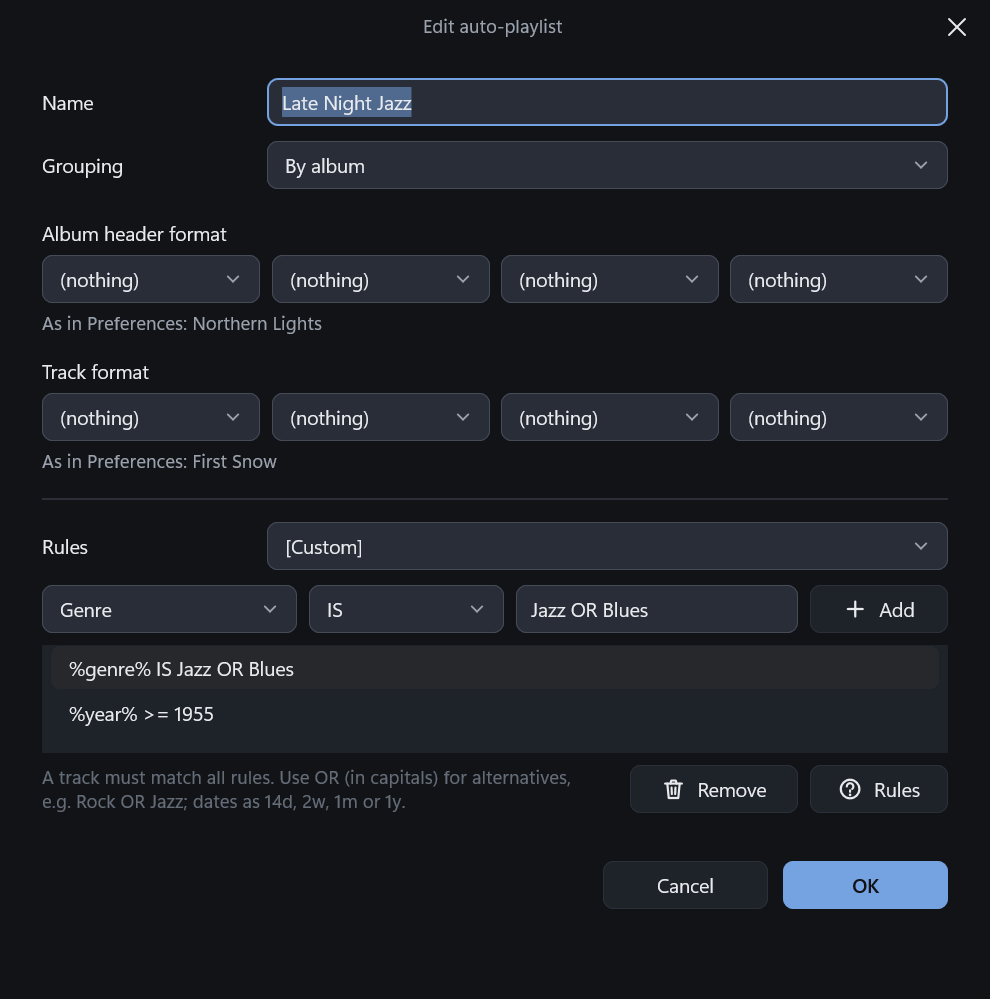 Edit auto-playlist
Name
Late Night Jazz
Grouping
By album
Album header format
(nothing) (nothing) (nothing) (nothing)
As in Preferences: Northern Lights
Track format
(nothing) (nothing) (nothing) (nothing)
As in Preferences: First Snow
Rules
[Custom]
Genre IS Jazz OR Blues Add
%genre% IS Jazz OR Blues
%year% >= 1955
A track must match all rules. Use OR (in capitals) for alternatives,
e.g. Rock OR Jazz; dates as 14d, 2w, 1m or 1y.
Remove Rules
Cancel OK